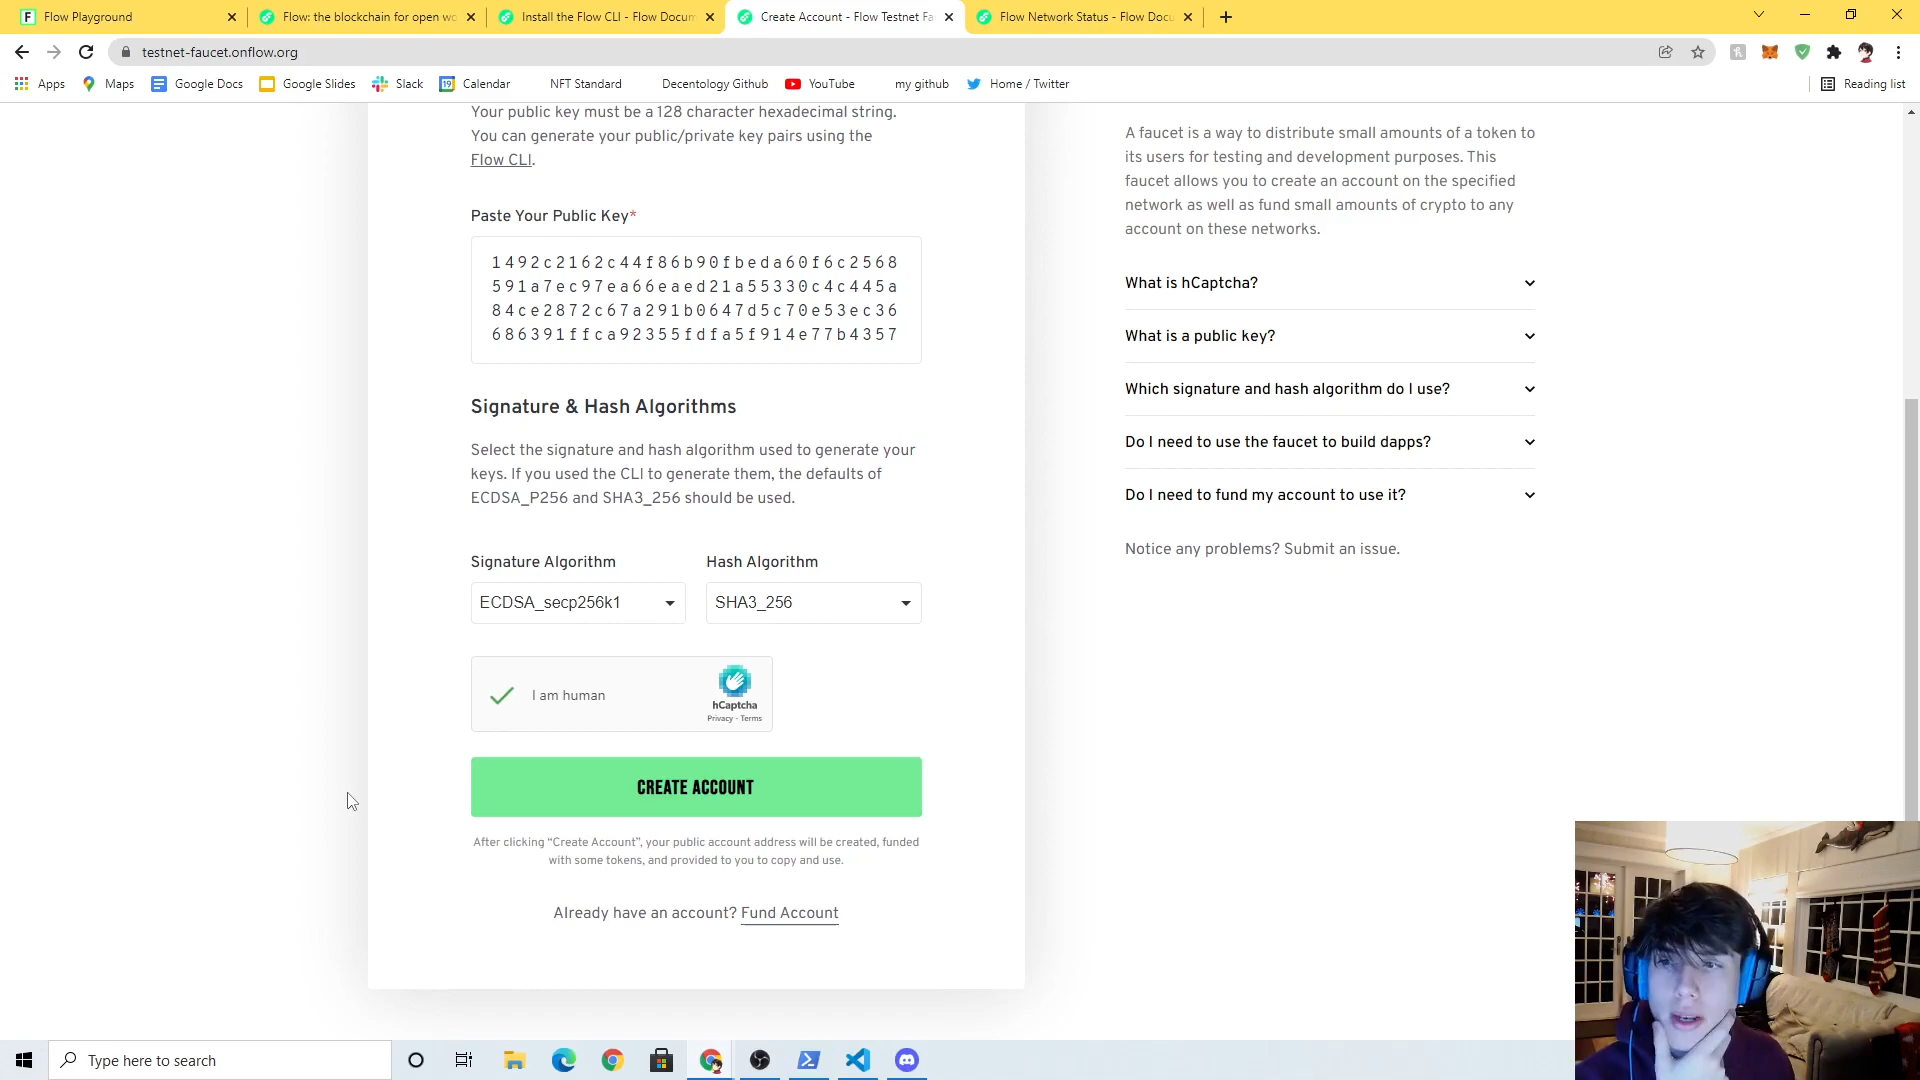 Flow Playground
Flow: the blockchain for open wo
Install the Flow CLI - Flow Docum
Create Account - Flow Testnet Fa
Flow Network Status - Flow Docu
testnet-faucet.onflow.org
Apps
Maps
Google Docs
Google Slides
Slack
Calendar
NFT Standard
Decentology Github
YouTube
my github
Home / Twitter
Reading list
Your public key must be a 128 character hexadecimal string.
You can generate your public/private key pairs using the
Flow CLI.
Paste Your Public Key*
1492c2162c44f86b90fbeda60f6c2568
591a7ec97ea66eaed21a55330c4c445a
84ce2872c67a291b0647d5c70e53ec36
686391ffca92355fdfa5f914e77b4357
Signature & Hash Algorithms
Select the signature and hash algorithm used to generate your
keys. If you used the CLI to generate them, the defaults of
ECDSA_P256 and SHA3_256 should be used.
Signature Algorithm
Hash Algorithm
ECDSA_secp256k1
SHA3_256
I am human
hCaptcha
Privacy - Terms
CREATE ACCOUNT
After clicking “Create Account”, your public account address will be created, funded
with some tokens, and provided to you to copy and use.
Already have an account? Fund Account
A faucet is a way to distribute small amounts of a token to
its users for testing and development purposes. This
faucet allows you to create an account on the specified
network as well as fund small amounts of crypto to any
account on these networks.
What is hCaptcha?
What is a public key?
Which signature and hash algorithm do I use?
Do I need to use the faucet to build dapps?
Do I need to fund my account to use it?
Notice any problems? Submit an issue.
Type here to search